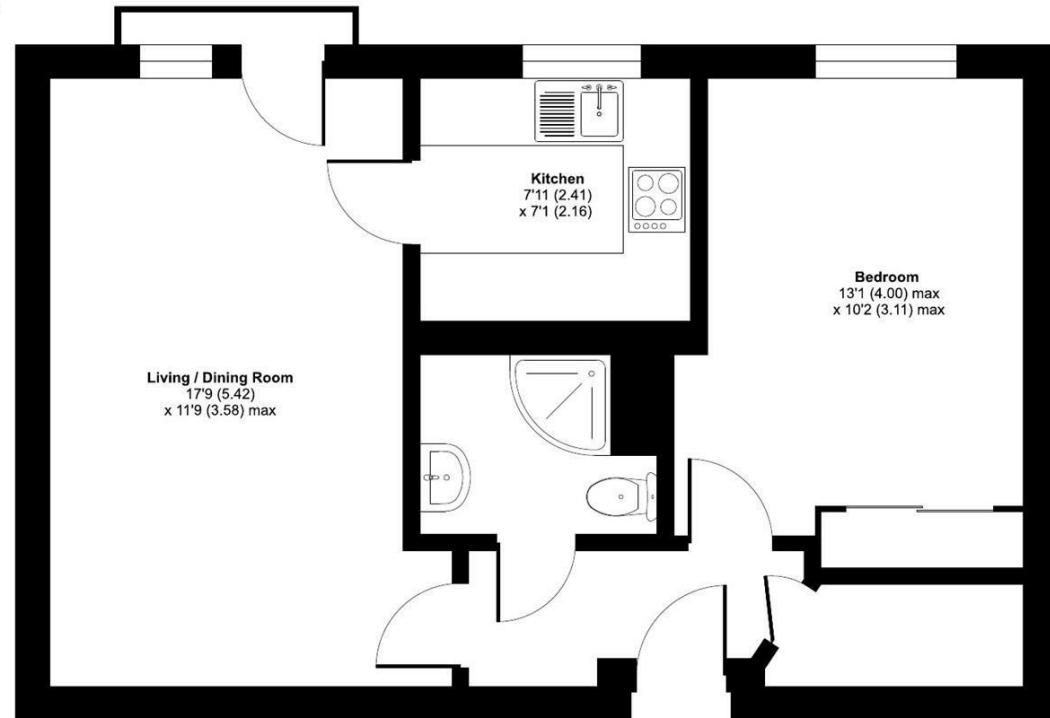 Kitchen
7'11 (2.41)
x 7'1 (2.16)
Bedroom
13'1 (4.00) max
x 10'2 (3.11) max
Living / Dining Room
17'9 (5.42)
x 11'9 (3.58) max